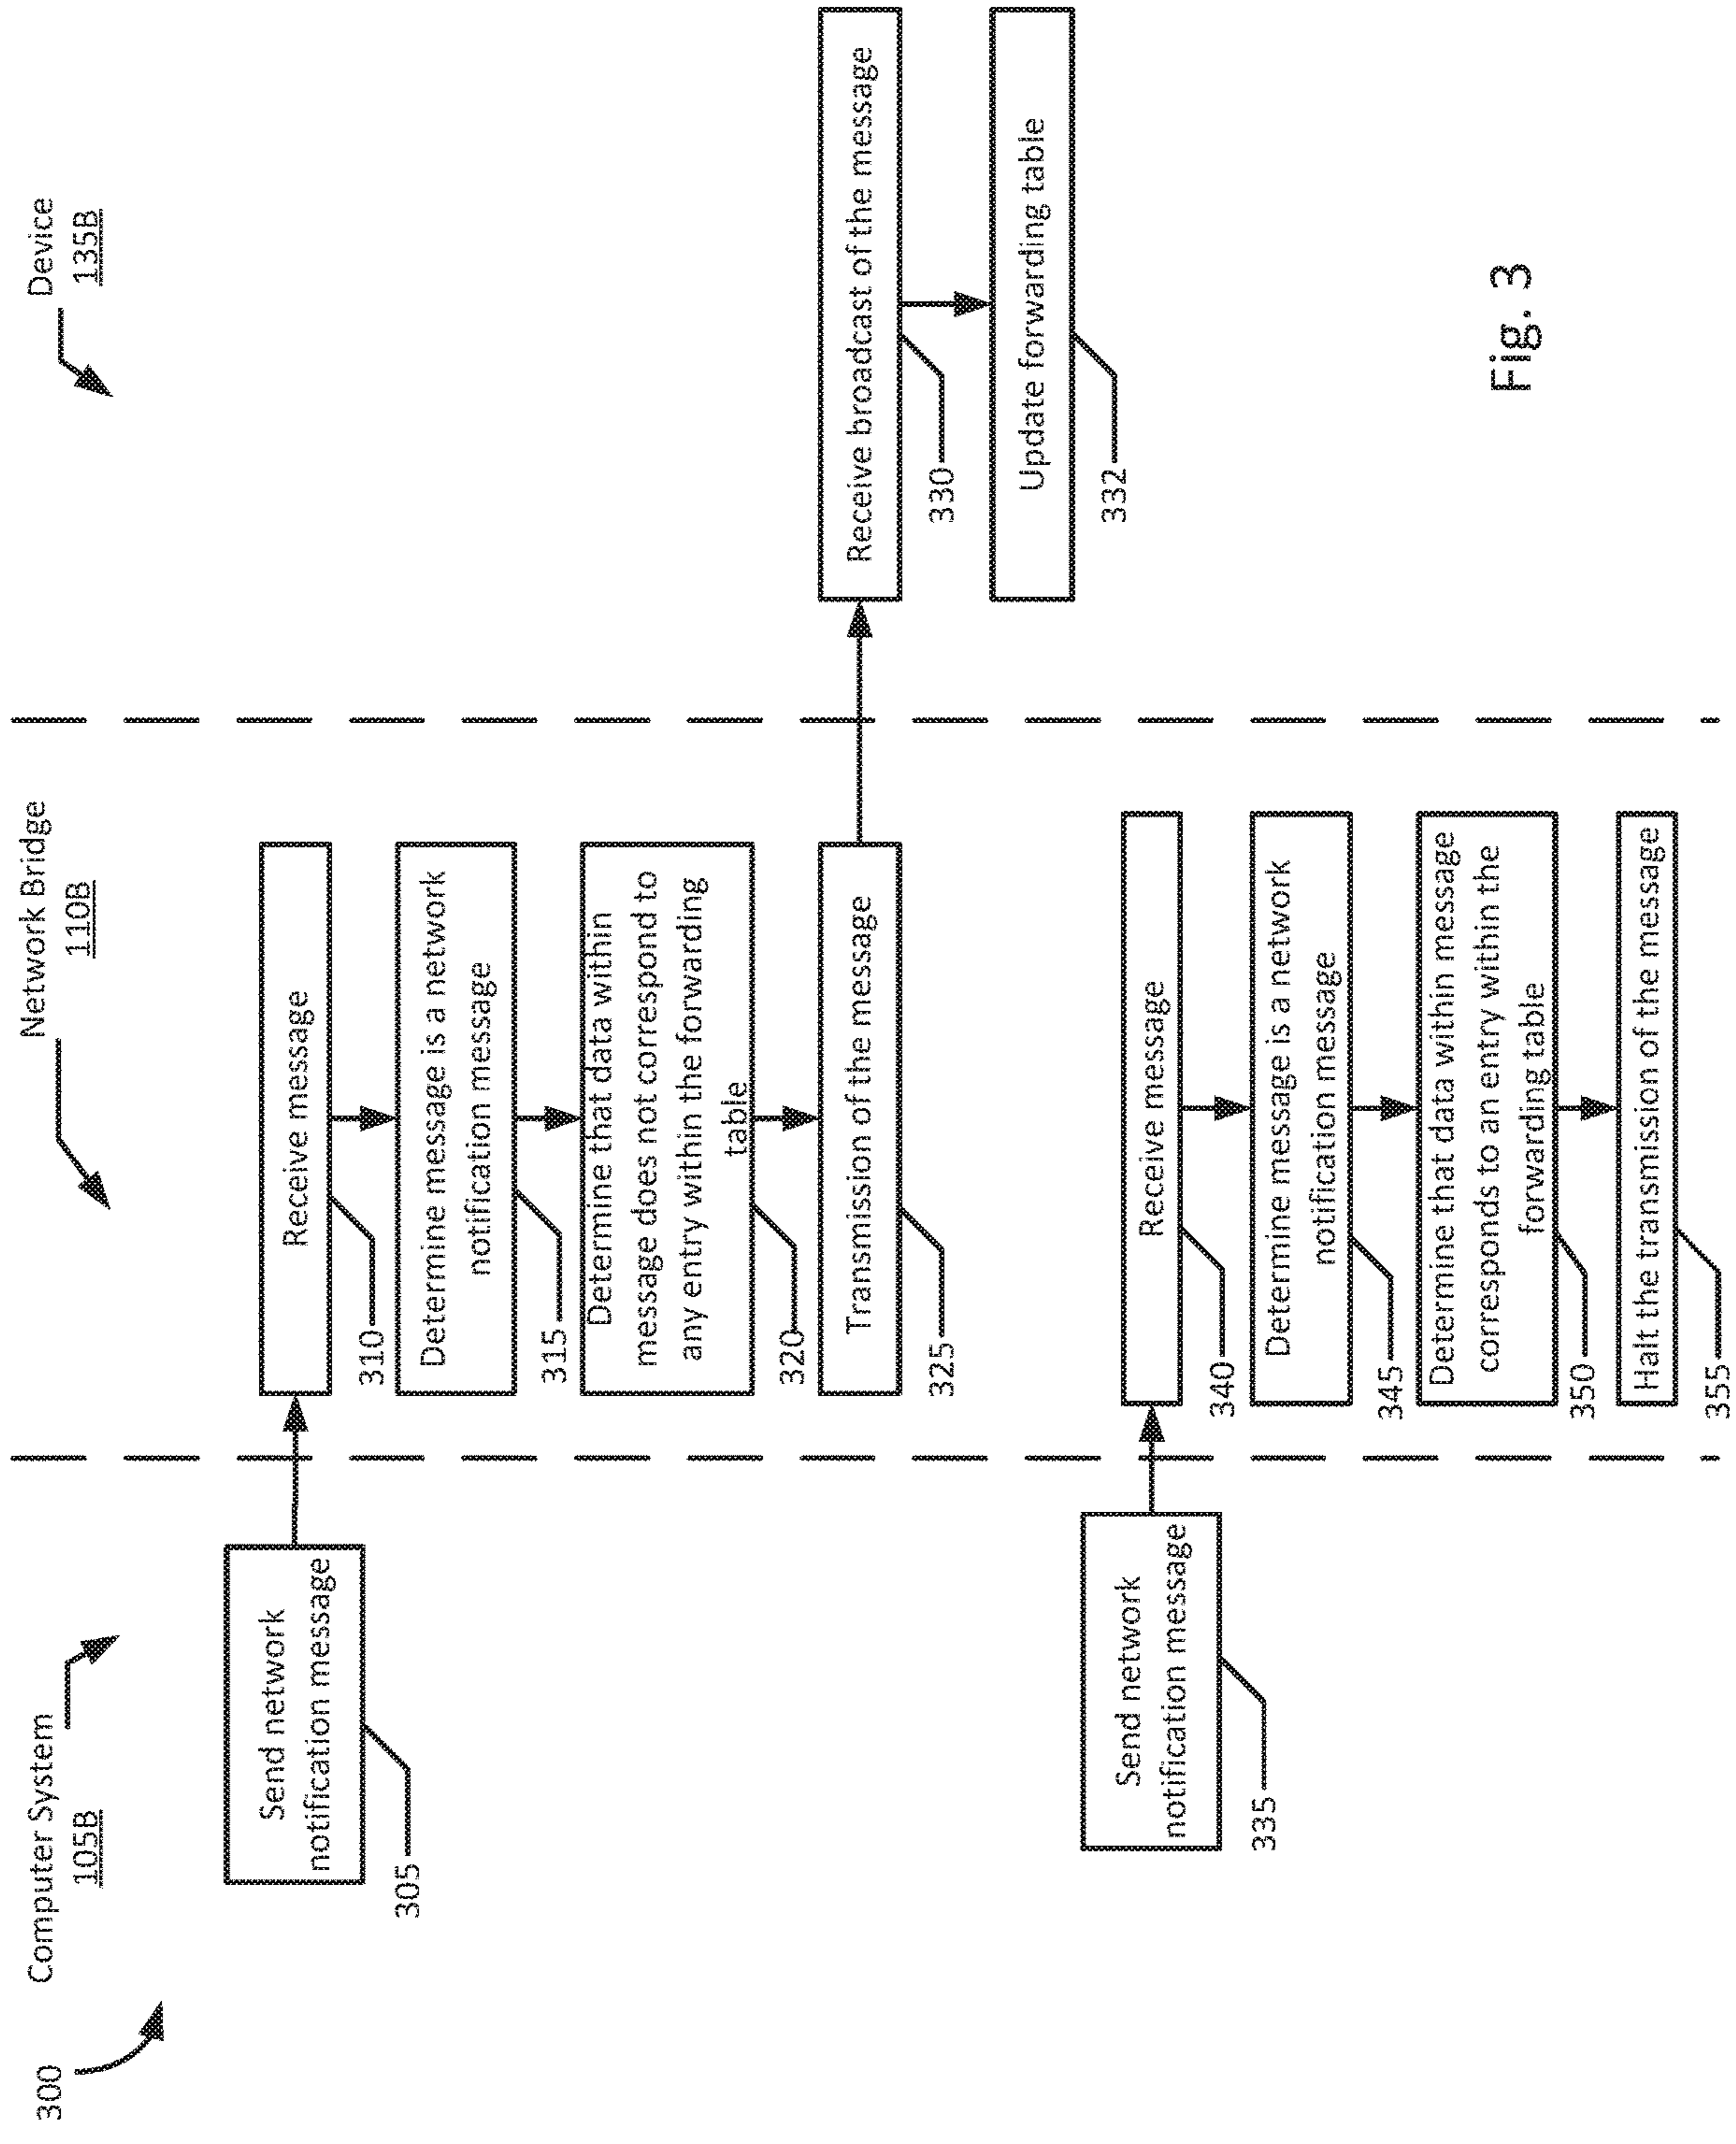 300
Computer System
105B
Network Bridge
110B
Device
135B
Send network
notification message
305
Receive message
310
Determine message is a network
notification message
315
Determine that data within
message does not correspond to
any entry within the forwarding
table
320
Transmission of the message
325
Receive broadcast of the message
330
Update forwarding table
332
Send network
notification message
335
Receive message
340
Determine message is a network
notification message
345
Determine that data within message
corresponds to an entry within the
forwarding table
350
Halt the transmission of the message
355
Fig. 3